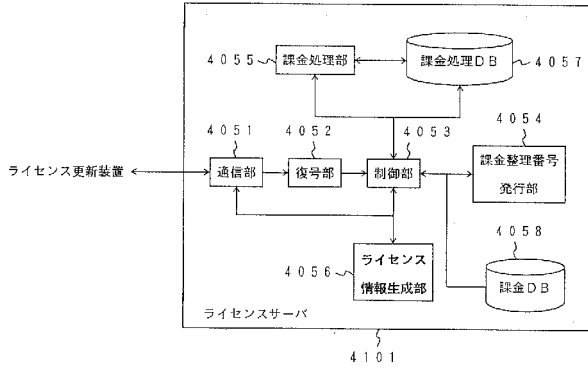 4055
課金処理部
課金処理DB
4057
4051
4052
4053
4054
ライセンス更新装置
通信部
復号部
制御部
課金整理番号
発行部
4058
4056
ライセンス
情報生成部
課金DB
ライセンスサーバ
4101